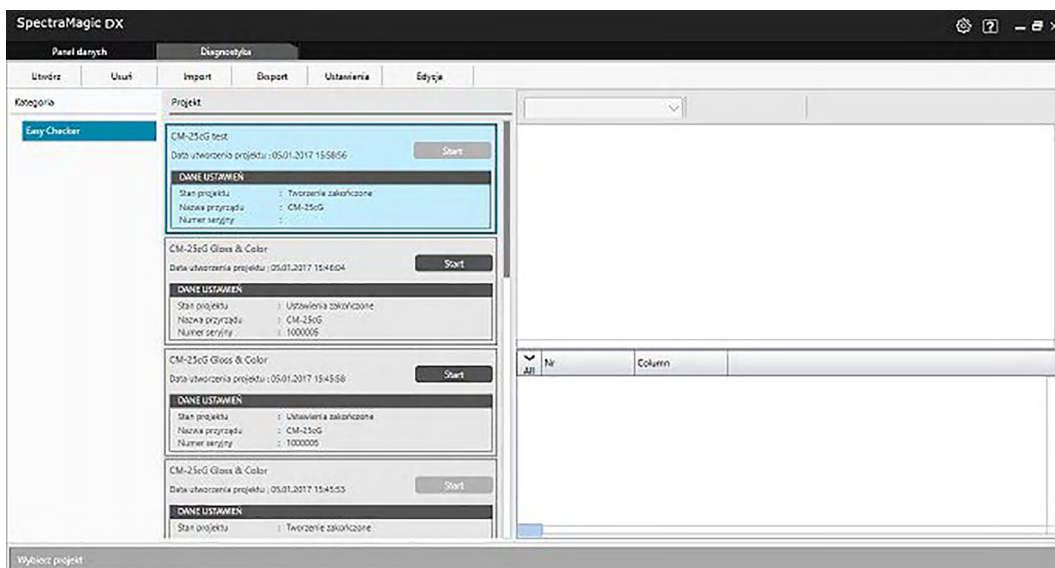 SpectraMagic DX
Panel danych Diagnostyka
Utwórz Usuń Import Eksport Ustawienia Edycja
Kategoria
Easy Checker
Projekt
CM-25cG test
Data utworzenia projektu : 05.01.2017 15:58:56 Start
DANE USTAWIEŃ
Stan projektu : Tworzenie zakończone
Nazwa przyrządu : CM-25cG
Numer seryjny :
CM-25cG Gloss & Color
Data utworzenia projektu : 05.01.2017 15:46:04 Start
DANE USTAWIEŃ
Stan projektu : Ustawienia zakończone
Nazwa przyrządu : CM-25cG
Numer seryjny : 1000005
CM-25cG Gloss & Color
Data utworzenia projektu : 05.01.2017 15:45:58 Start
DANE USTAWIEŃ
Stan projektu : Ustawienia zakończone
Nazwa przyrządu : CM-25cG
Numer seryjny : 1000005
CM-25cG Gloss & Color
Data utworzenia projektu : 05.01.2017 15:45:53 Start
DANE USTAWIEŃ
Stan projektu : Tworzenie zakończone
All Nr Column
Wybierz projekt